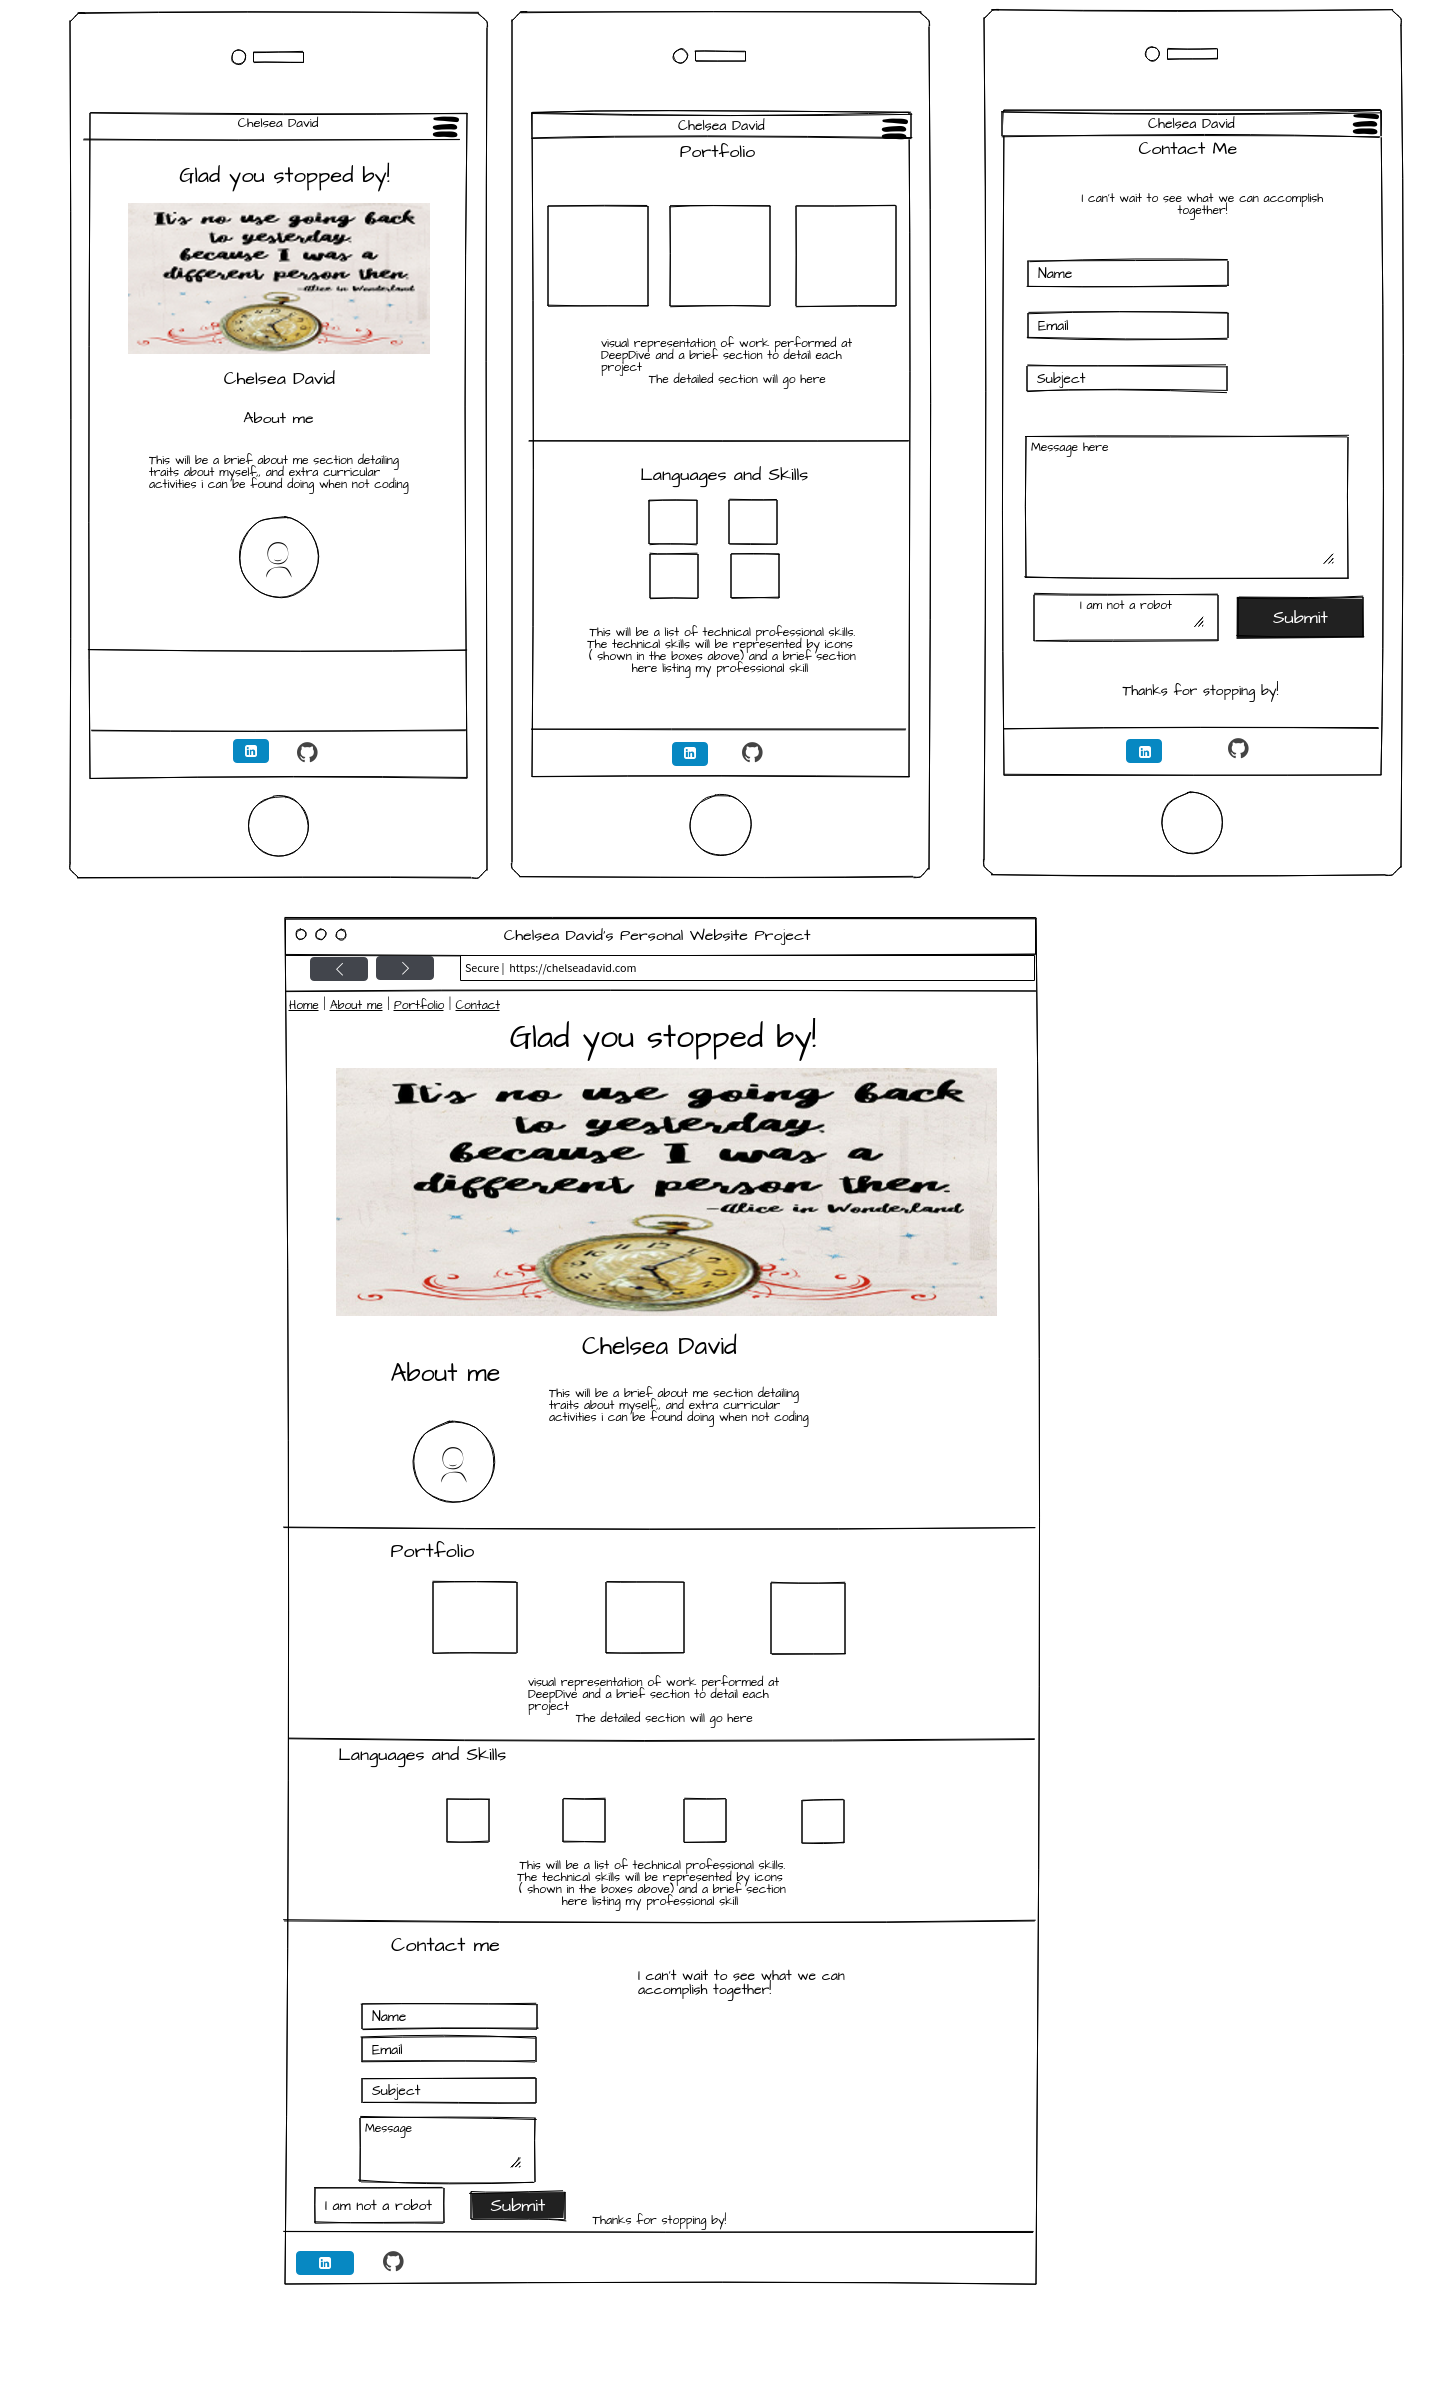 Chelsea David
Glad you stopped by!
It's no use going back
to yesterday.
because I was a
different person then.
-Alice in Wonderland
Chelsea David
About me
This will be a brief about me section detailing
traits about myself,, and extra curricular
activities i can be found doing when not coding
in
Chelsea David
Portfolio
visual representation of work performed at
DeepDive and a brief section to detail each
project
The detailed section will go here
Languages and Skills
This will be a list of technical professional skills.
The technical skills will be represented by icons
( shown in the boxes above) and a brief section
here listing my professional skill
in
Chelsea David
Contact Me
I can't wait to see what we can accomplish
together!
Name
Email
Subject
Message here
I am not a robot
Submit
Thanks for stopping by!
in
Chelsea David's Personal Website Project
Secure | https://chelseadavid.com
Home | About me | Portfolio | Contact
Glad you stopped by!
It's no use going back
to yesterday.
because I was a
different person then.
-Alice in Wonderland
Chelsea David
About me
This will be a brief about me section detailing
traits about myself,, and extra curricular
activities i can be found doing when not coding
Portfolio
visual representation of work performed at
DeepDive and a brief section to detail each
project
The detailed section will go here
Languages and Skills
This will be a list of technical professional skills.
The technical skills will be represented by icons
( shown in the boxes above) and a brief section
here listing my professional skill
Contact me
I can't wait to see what we can
accomplish together!
Name
Email
Subject
Message
I am not a robot
Submit
Thanks for stopping by!
in